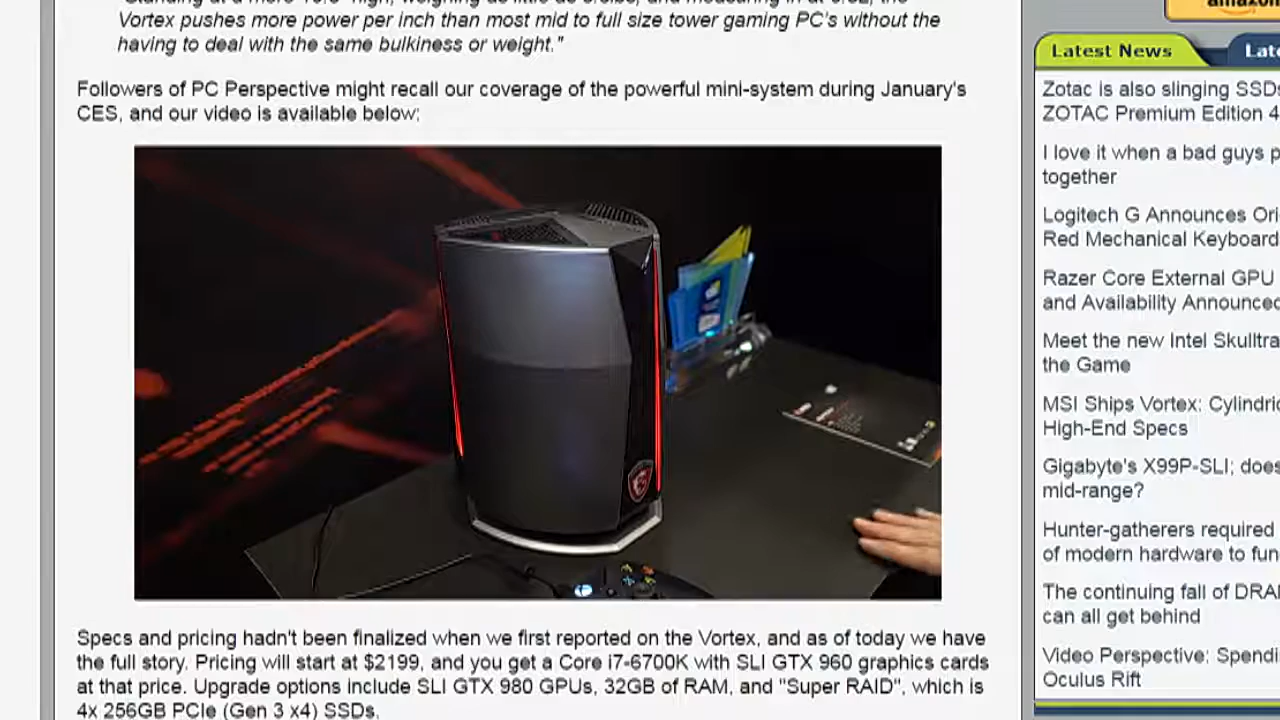 Vortex pushes more power per inch than most mid to full size tower gaming PC's without the
having to deal with the same bulkiness or weight."
Followers of PC Perspective might recall our coverage of the powerful mini-system during January's
CES, and our video is available below:
Specs and pricing hadn't been finalized when we first reported on the Vortex, and as of today we have
the full story. Pricing will start at $2199, and you get a Core i7-6700K with SLI GTX 960 graphics cards
at that price. Upgrade options include SLI GTX 980 GPUs, 32GB of RAM, and "Super RAID", which is
4x 256GB PCIe (Gen 3 x4) SSDs.
amazon
Latest News
Zotac is also slinging SSDs
ZOTAC Premium Edition 4
I love it when a bad guys p
together
Logitech G Announces Ori
Red Mechanical Keyboard
Razer Core External GPU
and Availability Announced
Meet the new Intel Skulltra
the Game
MSI Ships Vortex: Cylindric
High-End Specs
Gigabyte's X99P-SLI; does
mid-range?
Hunter-gatherers required
of modern hardware to fun
The continuing fall of DRA
can all get behind
Video Perspective: Spendi
Oculus Rift